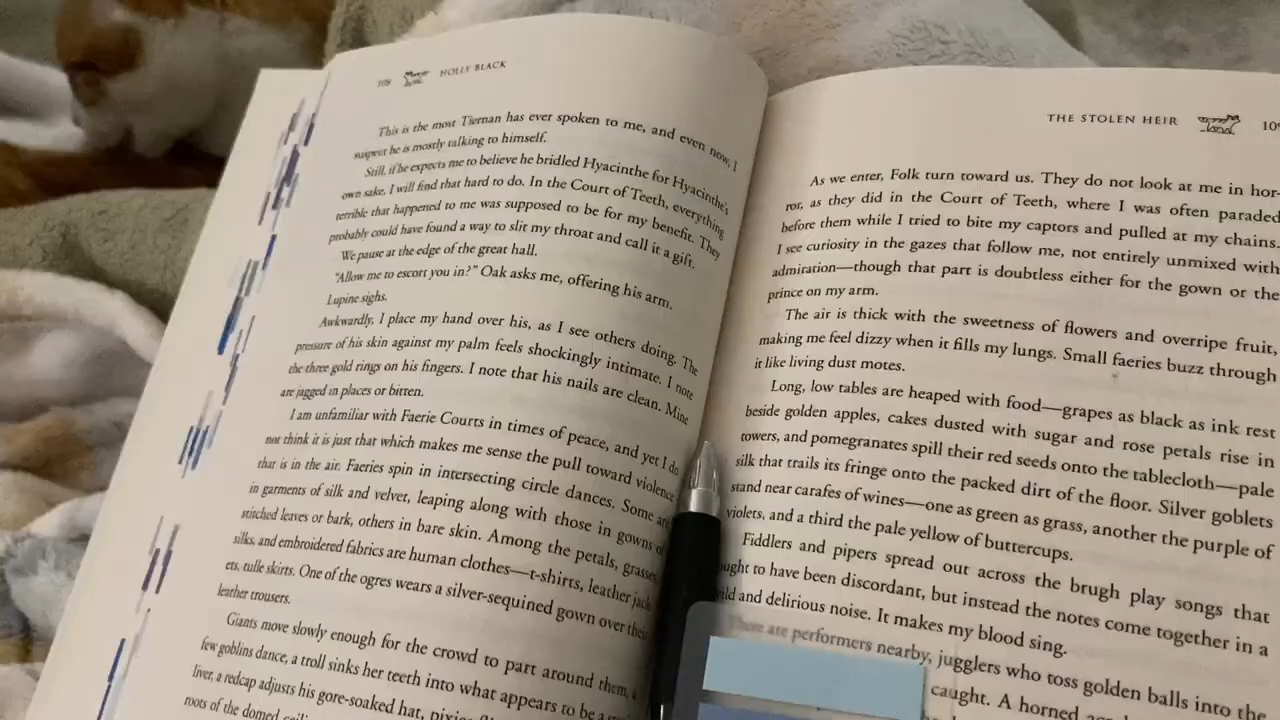 108 HOLLY BLACK
This is the most Tiernan has ever spoken to me, and even now, I
suspect he is mostly talking to himself.
Still, if he expects me to believe he bridled Hyacinthe for Hyacinthe's
own sake, I will find that hard to do. In the Court of Teeth, everything
terrible that happened to me was supposed to be for my benefit. They
probably could have found a way to slit my throat and call it a gift.
We pause at the edge of the great hall.
"Allow me to escort you in?" Oak asks me, offering his arm.
Lupine sighs.
Awkwardly, I place my hand over his, as I see others doing. The
pressure of his skin against my palm feels shockingly intimate. I note
the three gold rings on his fingers. I note that his nails are clean. Mine
are jagged in places or bitten.
I am unfamiliar with Faerie Courts in times of peace, and yet I do
not think it is just that which makes me sense the pull toward violence
that is in the air. Faeries spin in intersecting circle dances. Some are
in garments of silk and velvet, leaping along with those in gowns of
stitched leaves or bark, others in bare skin. Among the petals, grasses,
silks, and embroidered fabrics are human clothes—t-shirts, leather jack
ets, tulle skirts. One of the ogres wears a silver-sequined gown over their
leather trousers.
Giants move slowly enough for the crowd to part around them, a
few goblins dance, a troll sinks her teeth into what appears to be a
liver, a redcap adjusts his gore-soaked hat,
roots of the domed
THE STOLEN HEIR 109
As we enter, Folk turn toward us. They do not look at me in hor-
ror, as they did in the Court of Teeth, where I was often paraded
before them while I tried to bite my captors and pulled at my chains.
I see curiosity in the gazes that follow me, not entirely unmixed with
admiration—though that part is doubtless either for the gown or the
prince on my arm.
The air is thick with the sweetness of flowers and overripe fruit,
making me feel dizzy when it fills my lungs. Small faeries buzz through
it like living dust motes.
Long, low tables are heaped with food—grapes as black as ink rest
beside golden apples, cakes dusted with sugar and rose petals rise in
towers, and pomegranates spill their red seeds onto the tablecloth—pale
silk that trails its fringe onto the packed dirt of the floor. Silver goblets
stand near carafes of wines—one as green as grass, another the purple of
violets, and a third the pale yellow of buttercups.
Fiddlers and pipers spread out across the brugh play songs that
ought to have been discordant, but instead the notes come together in a
wild and delirious noise. It makes my blood sing.
There are performers nearby, jugglers who toss golden balls into the
caught. A horned